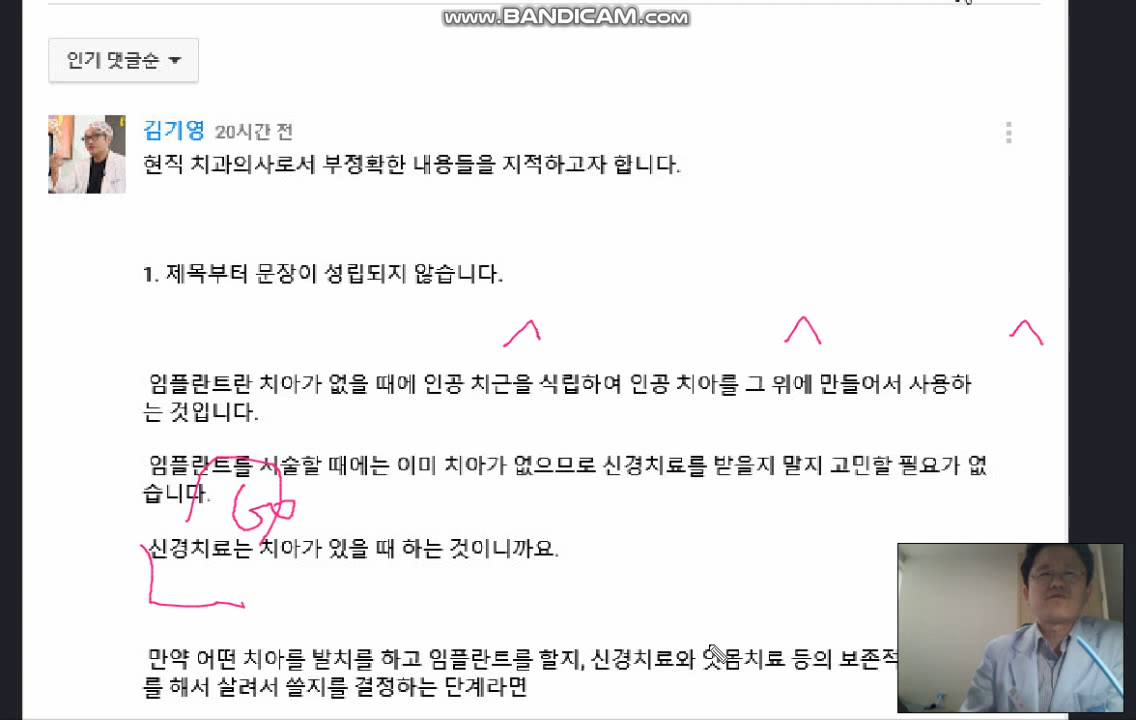 www.BANDICAM.com
인기 댓글순
김기영 20시간 전
현직 치과의사로서 부정확한 내용들을 지적하고자 합니다.
1. 제목부터 문장이 성립되지 않습니다.
임플란트란 치아가 없을 때에 인공 치근을 식립하여 인공 치아를 그 위에 만들어서 사용하
는 것입니다.
임플란트를 시술할 때에는 이미 치아가 없으므로 신경치료를 받을지 말지 고민할 필요가 없
습니다.
신경치료는 치아가 있을 때 하는 것이니까요.
만약 어떤 치아를 발치를 하고 임플란트를 할지, 신경치료와 잇몸치료 등의 보존적
를 해서 살려서 쓸지를 결정하는 단계라면